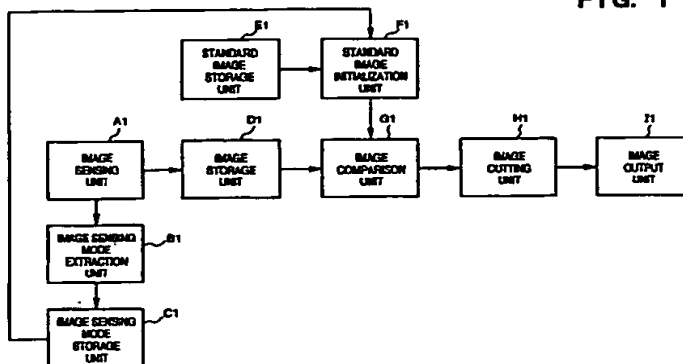 FIG. 1
E1
F1
STANDARD
IMAGE
STORAGE
UNIT
STANDARD
IMAGE
INITIALIZATION
UNIT
A1
D1
G1
H1
I1
IMAGE
SENSING
UNIT
IMAGE
STORAGE
UNIT
IMAGE
COMPARISON
UNIT
IMAGE
CUTTING
UNIT
IMAGE
OUTPUT
UNIT
B1
IMAGE SENSING
MODE
EXTRACTION
UNIT
C1
IMAGE SENSING
MODE
STORAGE
UNIT